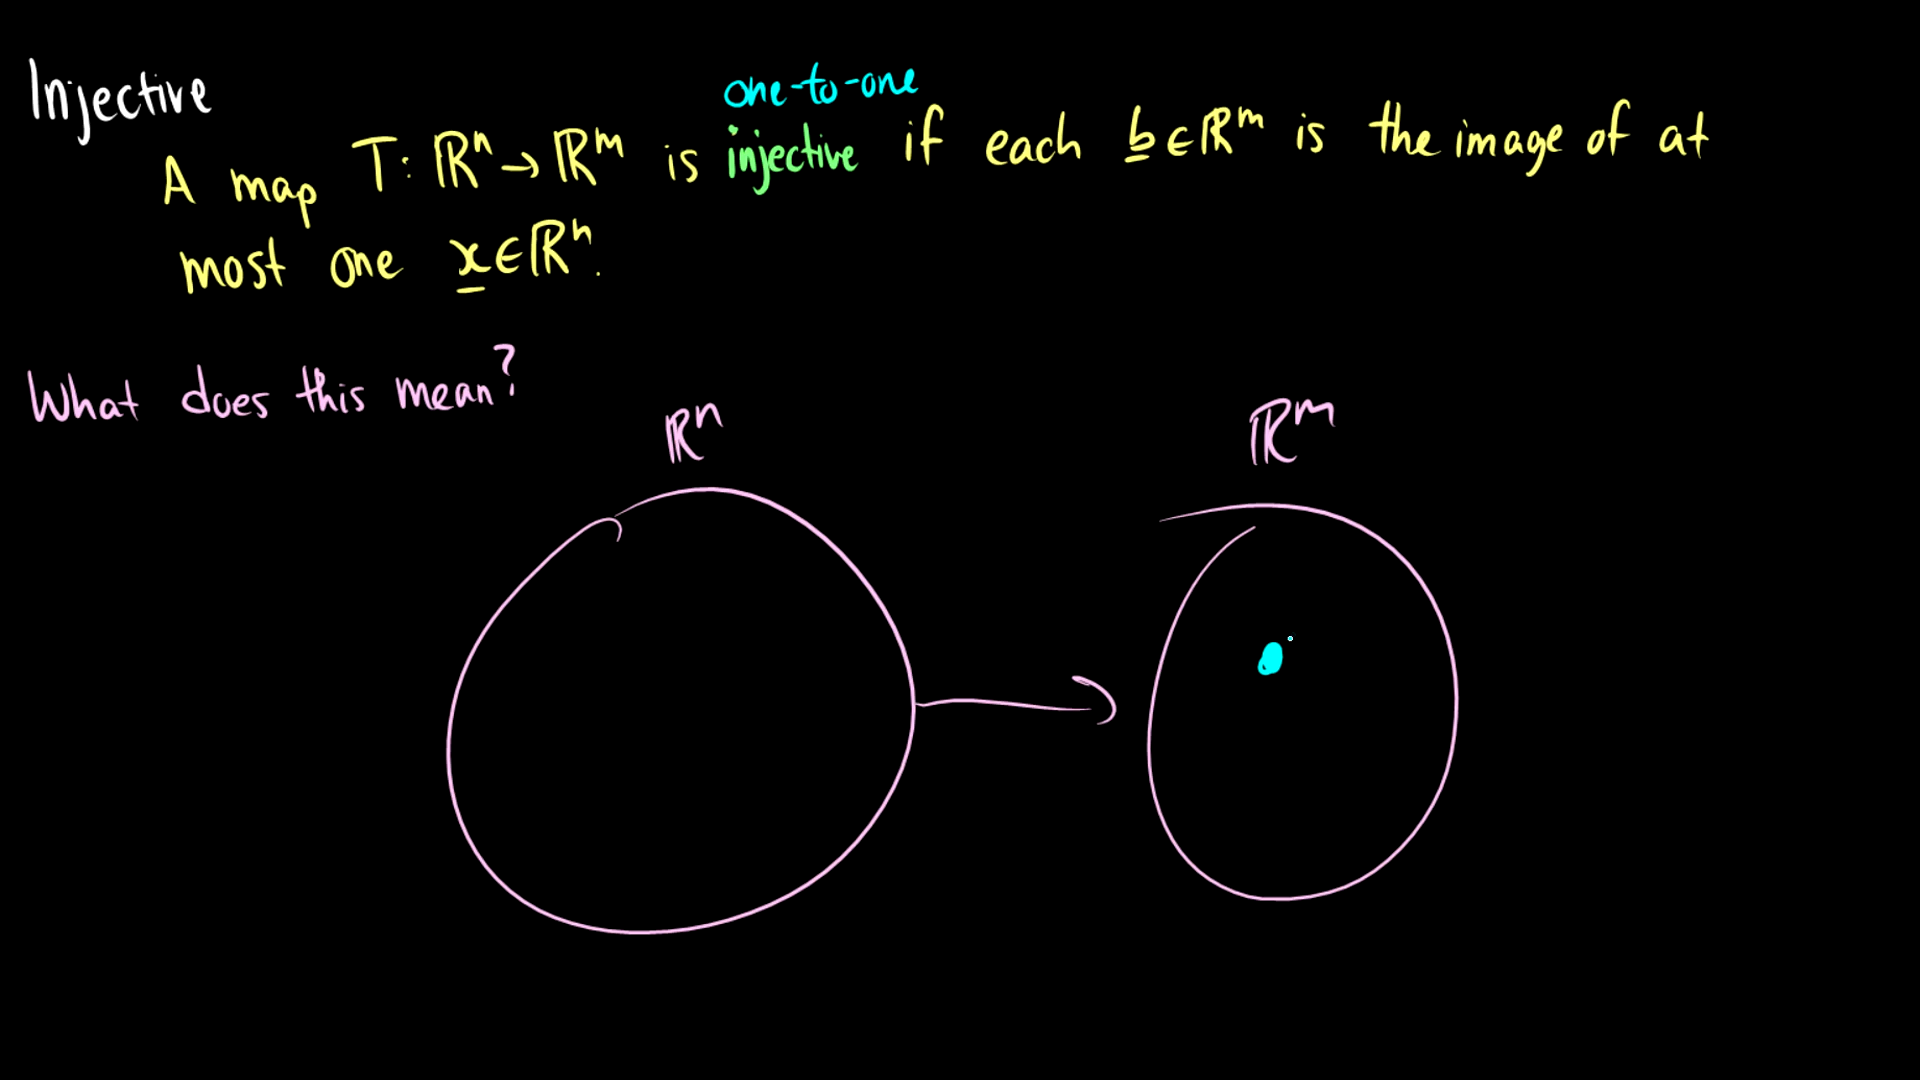 Injective
one-to-one
A map T: ℝⁿ → ℝᵐ is injective if each b ∈ ℝᵐ is the image of at
most one x ∈ ℝⁿ.
What does this mean?
ℝⁿ ℝᵐ